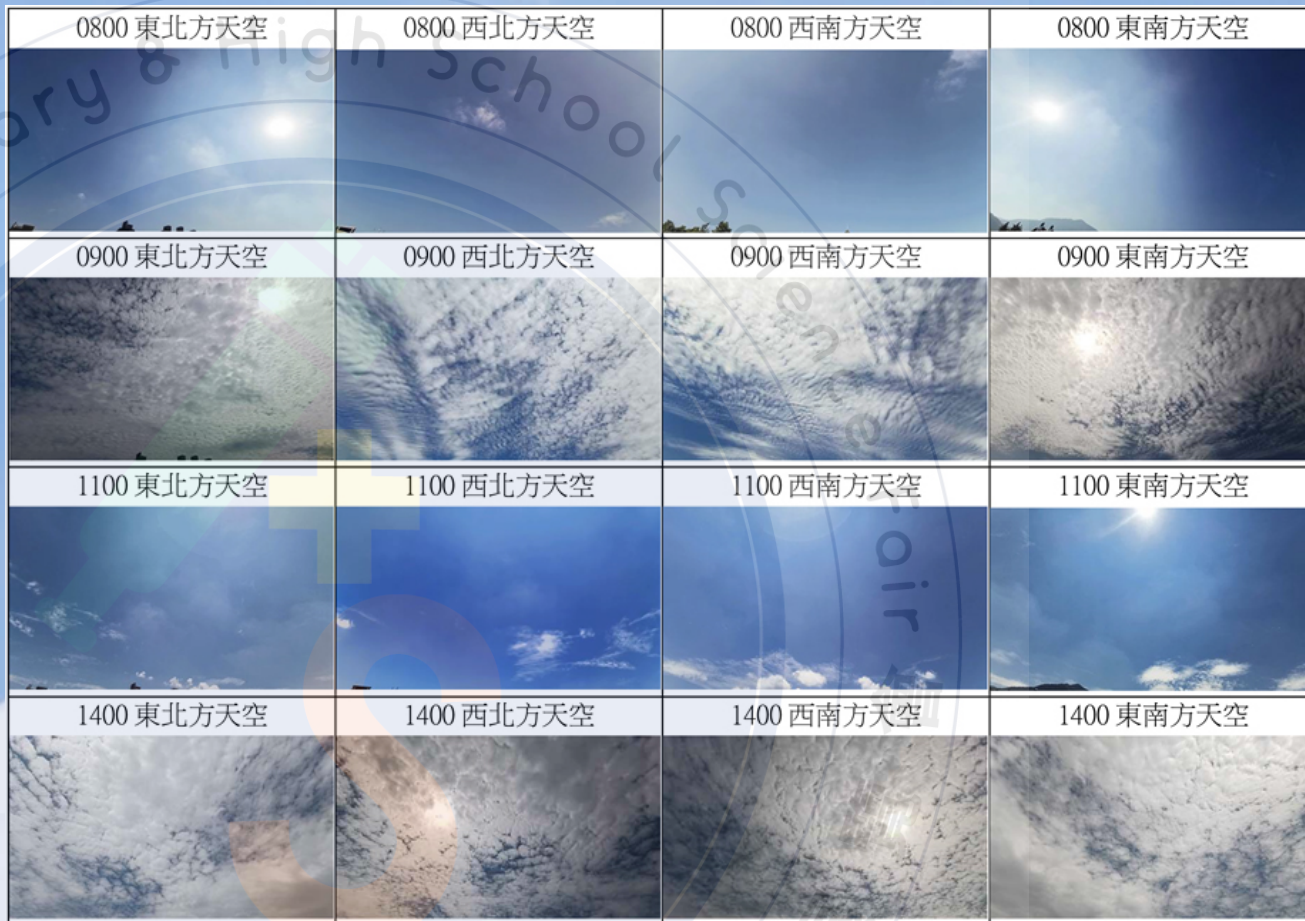 0800 東北方天空
0800 西北方天空
0800 西南方天空
0800 東南方天空
0900 東北方天空
0900 西北方天空
0900 西南方天空
0900 東南方天空
1100 東北方天空
1100 西北方天空
1100 西南方天空
1100 東南方天空
1400 東北方天空
1400 西北方天空
1400 西南方天空
1400 東南方天空
& High School Science Fair